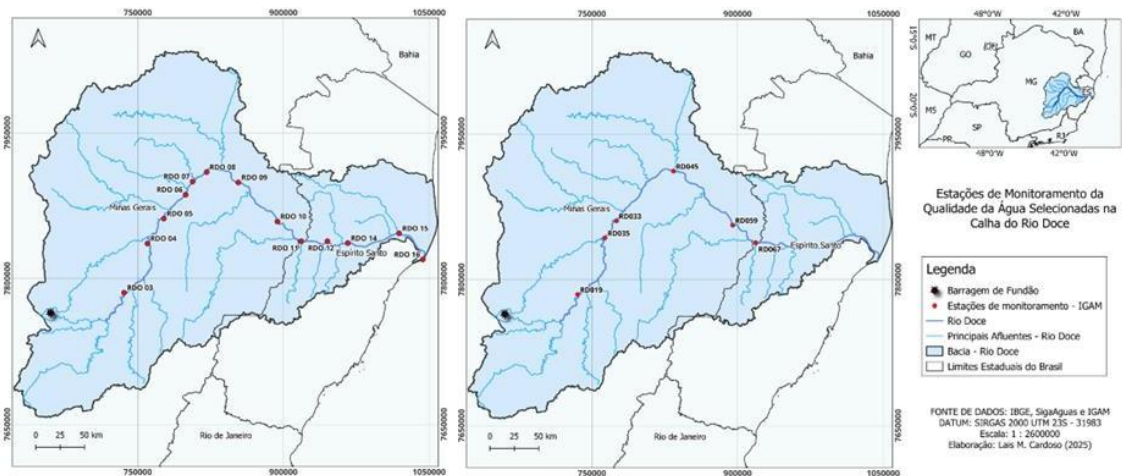 750000
900000
1050000
750000
900000
1050000
Bahia
RDO 08
RDO 07
RDO 09
RDO 06
Minas Gerais
RDO 05
RDO 10
RDO 04
RDO 11
RDO 12
RDO 14
RDO 15
Espírito Santo
RDO 16
RDO 03
Rio de Janeiro
0 25 50 km
7950000
7800000
7650000
750000
900000
1050000
Bahia
RD045
Minas Gerais
RD033
RD059
RD035
RD067
Espírito Santo
RD019
Rio de Janeiro
0 25 50 km
7950000
7800000
7650000
750000
900000
1050000
48°0'W
42°0'W
15°0'S
20°0'S
MT
GO
BA
MG
ES
MS
SP
RJ
PR
48°0'W
42°0'W
Estações de Monitoramento da
Qualidade da Água Selecionadas na
Calha do Rio Doce
Legenda
Barragem de Fundão
Estações de monitoramento - IGAM
Rio Doce
Principais Afluentes - Rio Doce
Bacia - Rio Doce
Limites Estaduais do Brasil
FONTE DE DADOS: IBGE, SigaAguas e IGAM
DATUM: SIRGAS 2000 UTM 23S - 31983
Escala: 1 : 2600000
Elaboração: Lais M. Cardoso (2025)